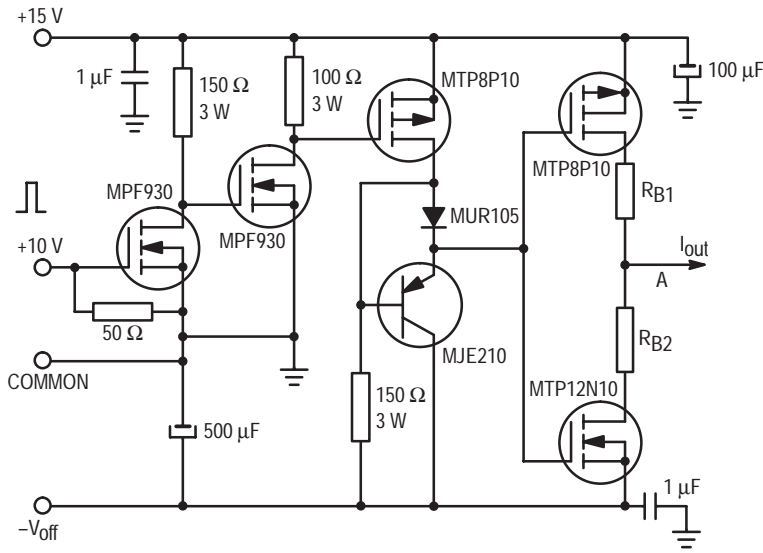 +15 V
1 μF
150 Ω
3 W
100 Ω
3 W
MTP8P10
100 μF
MTP8P10
MPF930
MPF930
MUR105
RB1
+10 V
Iout
A
50 Ω
RB2
COMMON
MJE210
MTP12N10
150 Ω
3 W
500 μF
1 μF
–Voff